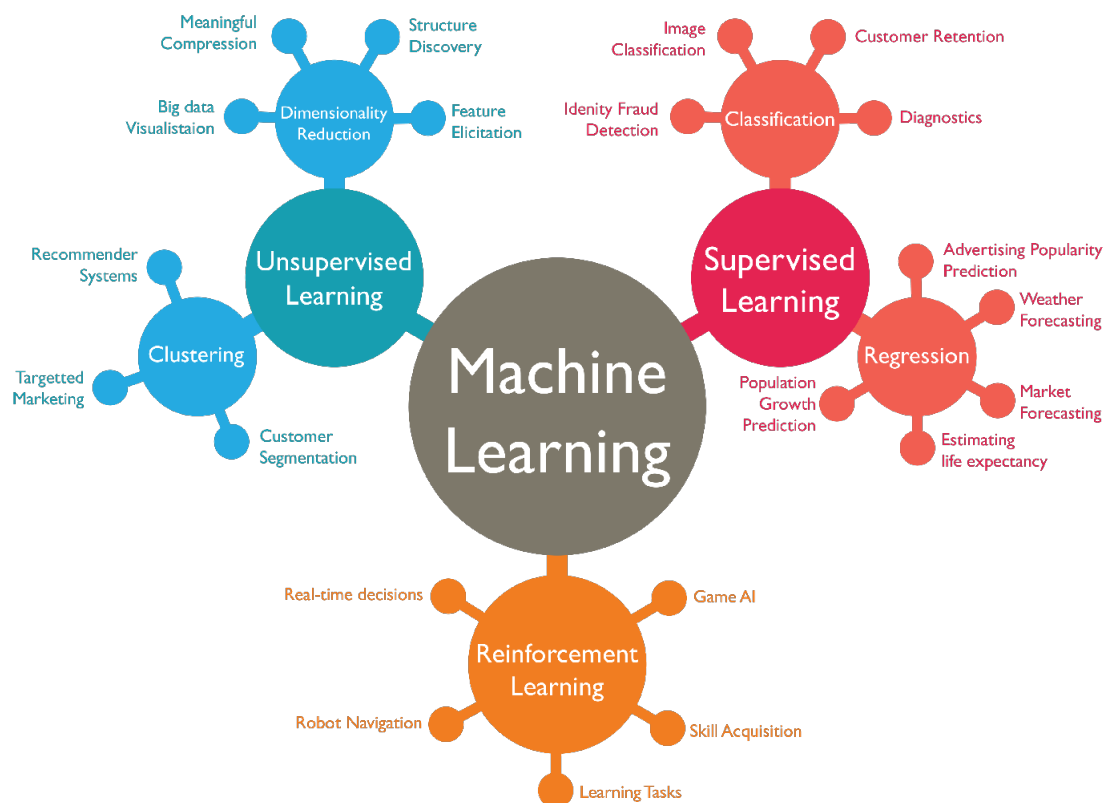 Meaningful
Compression
Structure
Discovery
Big data
Visualistaion
Dimensionality
Reduction
Feature
Elicitation
Image
Classification
Customer Retention
Idenity Fraud
Detection
Classification
Diagnostics
Recommender
Systems
Unsupervised
Learning
Clustering
Targetted
Marketing
Customer
Segmentation
Machine
Learning
Supervised
Learning
Advertising Popularity
Prediction
Weather
Forecasting
Regression
Population
Growth
Prediction
Market
Forecasting
Estimating
life expectancy
Real-time decisions
Game AI
Reinforcement
Learning
Robot Navigation
Skill Acquisition
Learning Tasks